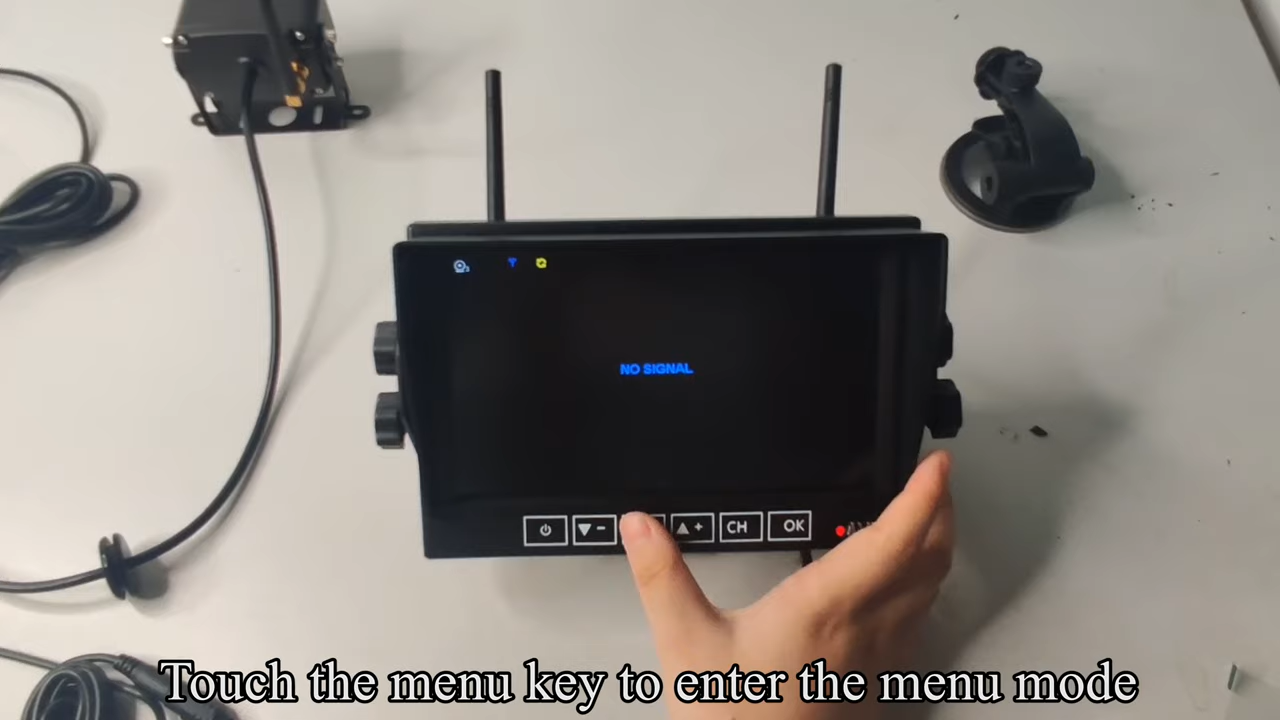 NO SIGNAL
▼ - ▲ + CH OK
Touch the menu key to enter the menu mode